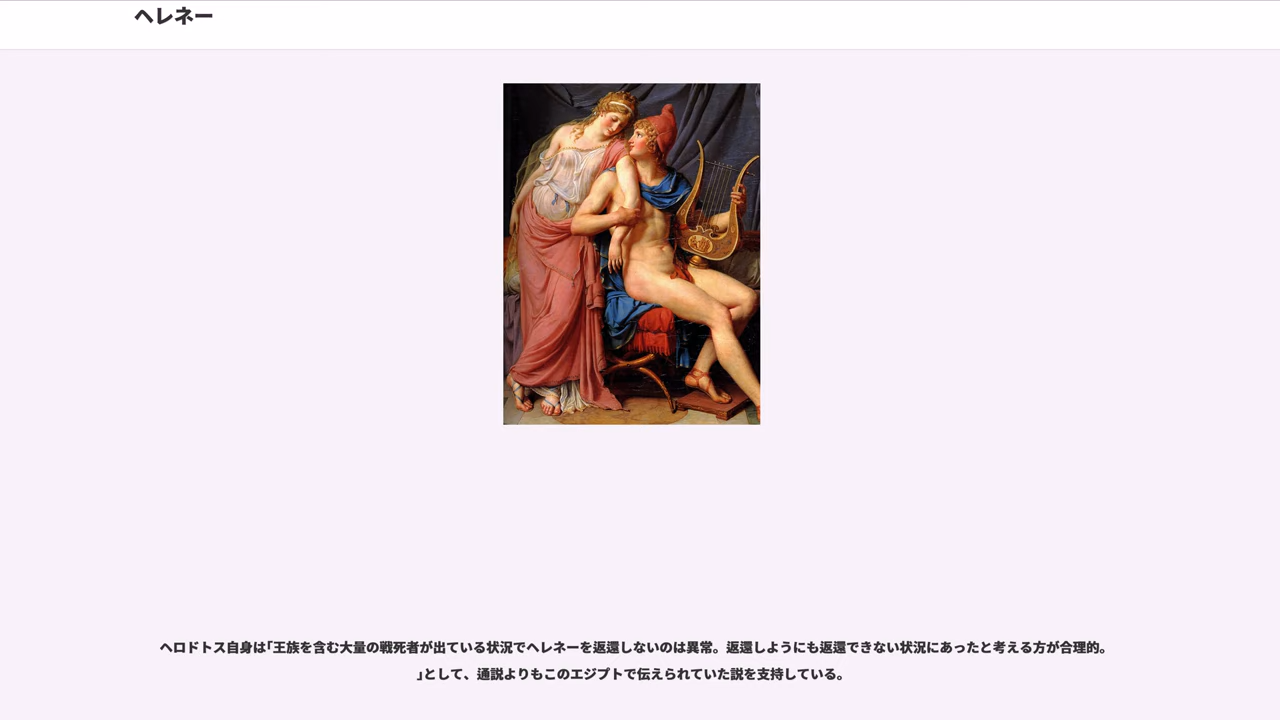 ヘレネー
ヘロドトス自身は｢王族を含む大量の戦死者が出ている状況でヘレネーを返還しないのは異常。返還しようにも返還できない状況にあったと考える方が合理的。
｣として、通説よりもこのエジプトで伝えられていた説を支持している。